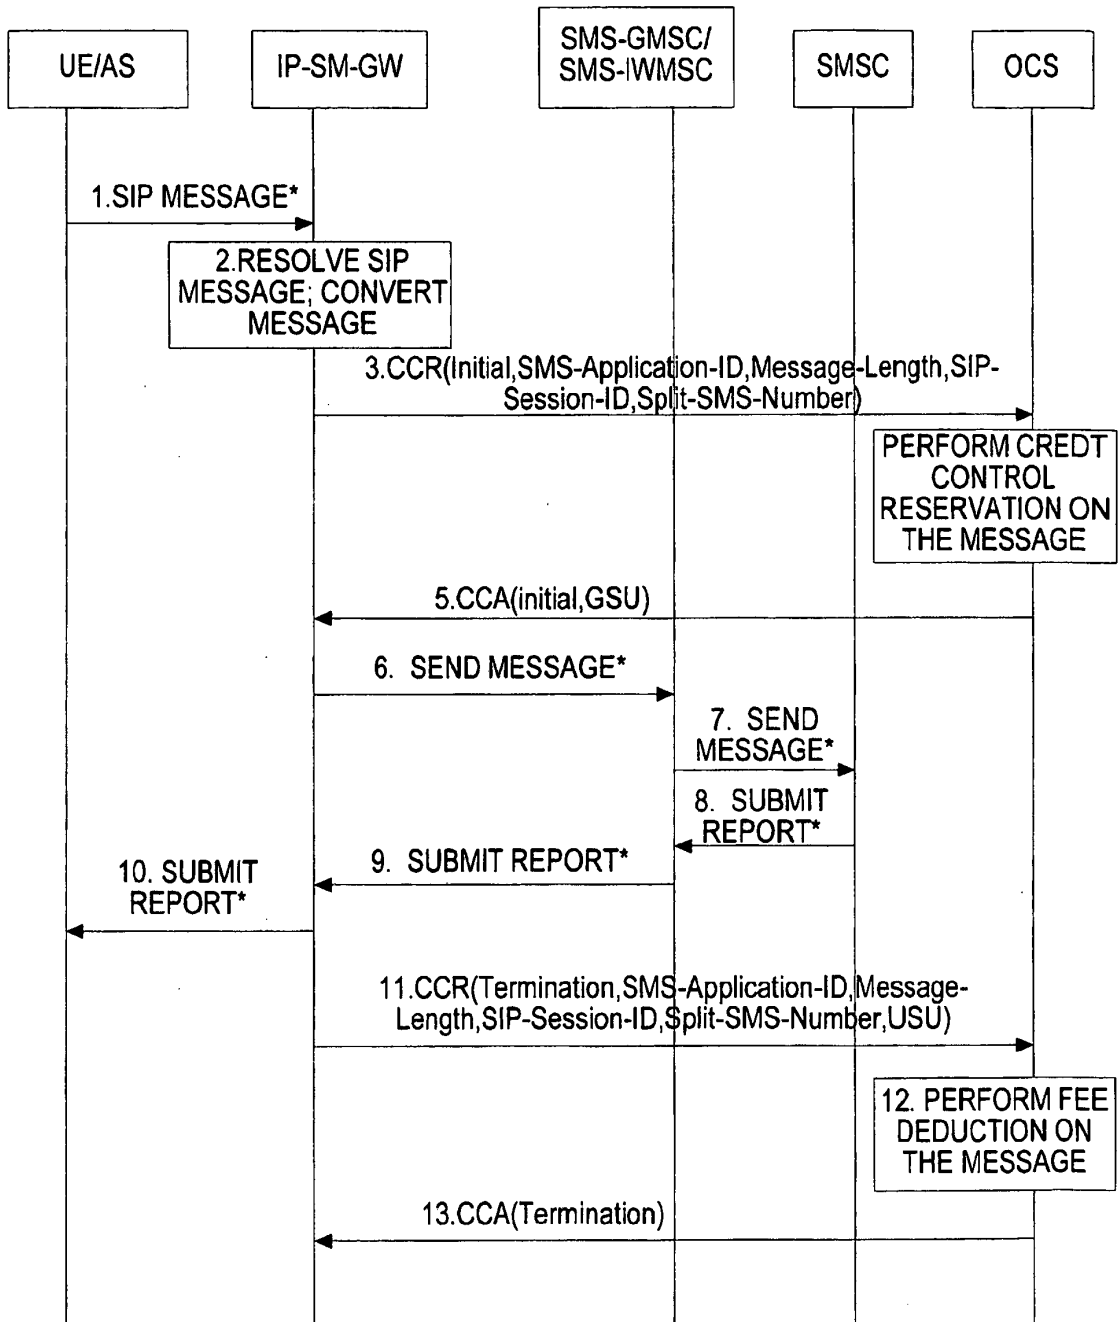 UE/AS
IP-SM-GW
SMS-GMSC/
SMS-IWMSC
SMSC
OCS
1.SIP MESSAGE*
2.RESOLVE SIP
MESSAGE; CONVERT
MESSAGE
3.CCR(Initial,SMS-Application-ID,Message-Length,SIP-
Session-ID,Split-SMS-Number)
PERFORM CREDT
CONTROL
RESERVATION ON
THE MESSAGE
5.CCA(initial,GSU)
6. SEND MESSAGE*
7. SEND
MESSAGE*
8. SUBMIT
REPORT*
9. SUBMIT REPORT*
10. SUBMIT
REPORT*
11.CCR(Termination,SMS-Application-ID,Message-
Length,SIP-Session-ID,Split-SMS-Number,USU)
12. PERFORM FEE
DEDUCTION ON
THE MESSAGE
13.CCA(Termination)